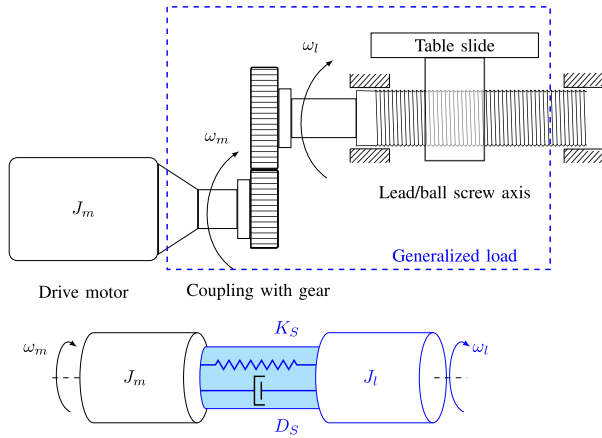 ω_l
Table slide
ω_m
J_m
Lead/ball screw axis
Generalized load
Drive motor
Coupling with gear
K_S
ω_m
J_m
J_l
ω_l
D_S